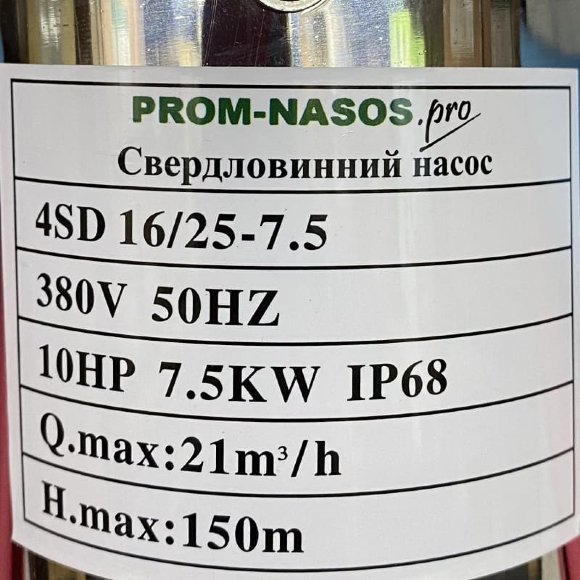 PROM-NASOS.pro
Свердловинний насос
4SD 16/25-7.5
380V 50HZ
10HP 7.5KW IP68
Q.max:21m³/h
H.max:150m